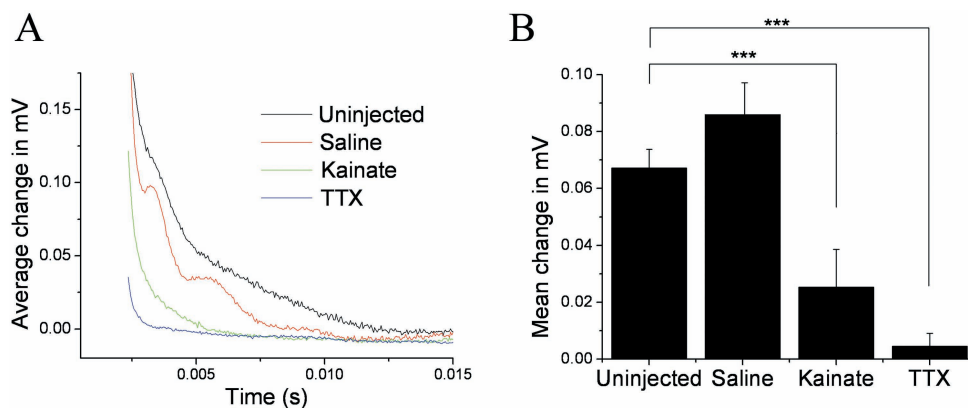 A
Average change in mV
0.15
0.10
0.05
0.00
0.005
0.010
0.015
Time (s)
Uninjected
Saline
Kainate
TTX
B
***
***
Mean change in mV
0.10
0.08
0.06
0.04
0.02
0.00
Uninjected
Saline
Kainate
TTX